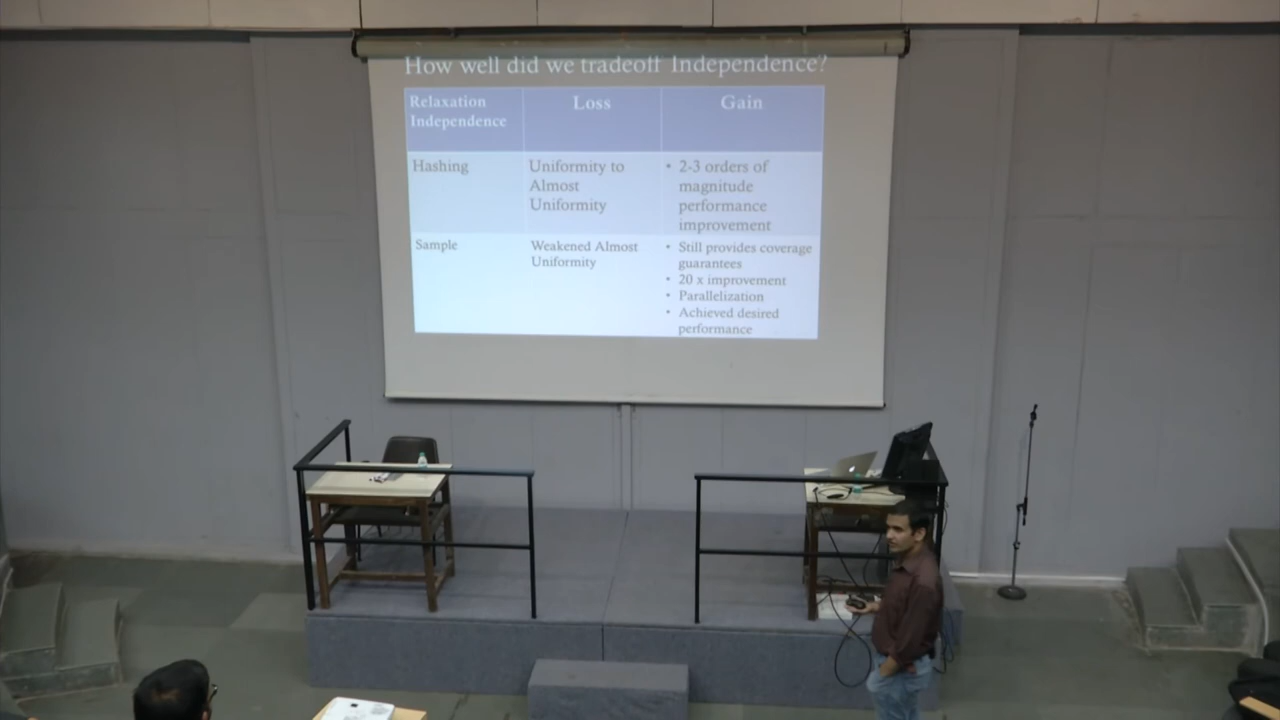 How well did we tradeoff Independence?
Relaxation
Independence
Loss
Gain
Hashing
Uniformity to
Almost
Uniformity
• 2-3 orders of
magnitude
performance
improvement
Sample
Weakened Almost
Uniformity
• Still provides coverage
guarantees
• 20 x improvement
• Parallelization
• Achieved desired
performance